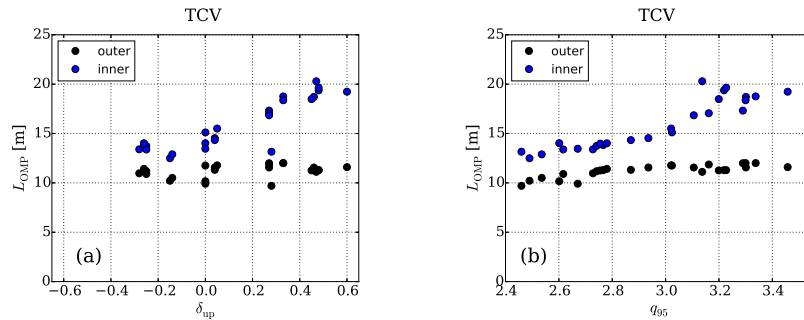 TCV
25
20
15
10
5
0
L_OMP [m]
outer
inner
(a)
−0.6 −0.4 −0.2 0.0 0.2 0.4 0.6
δ_up
TCV
25
20
15
10
5
0
L_OMP [m]
outer
inner
(b)
2.4 2.6 2.8 3.0 3.2 3.4
q_95